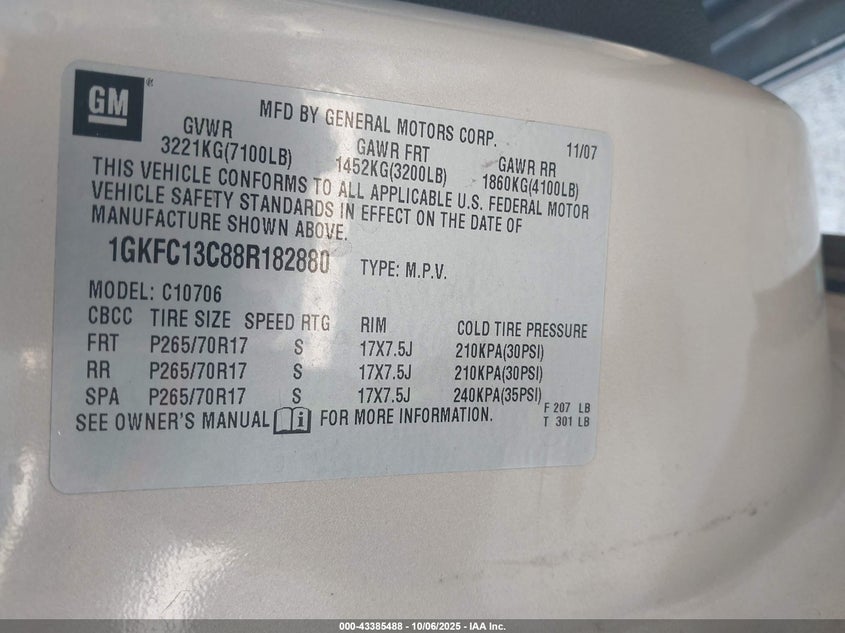 GM ®
MFD BY GENERAL MOTORS CORP. 11/07
GVWR GAWR FRT GAWR RR
3221KG(7100LB) 1452KG(3200LB) 1860KG(4100LB)
THIS VEHICLE CONFORMS TO ALL APPLICABLE U.S. FEDERAL MOTOR
VEHICLE SAFETY STANDARDS IN EFFECT ON THE DATE OF
MANUFACTURE SHOWN ABOVE.
1GKFC13C88R182880 TYPE: M.P.V.
MODEL: C10706
CBCC TIRE SIZE SPEED RTG RIM COLD TIRE PRESSURE
FRT P265/70R17 S 17X7.5J 210KPA(30PSI)
RR P265/70R17 S 17X7.5J 210KPA(30PSI)
SPA P265/70R17 S 17X7.5J 240KPA(35PSI)
SEE OWNER'S MANUAL i FOR MORE INFORMATION.
F 207 LB
T 301 LB
000-43385488 - 10/06/2025 - IAA Inc.